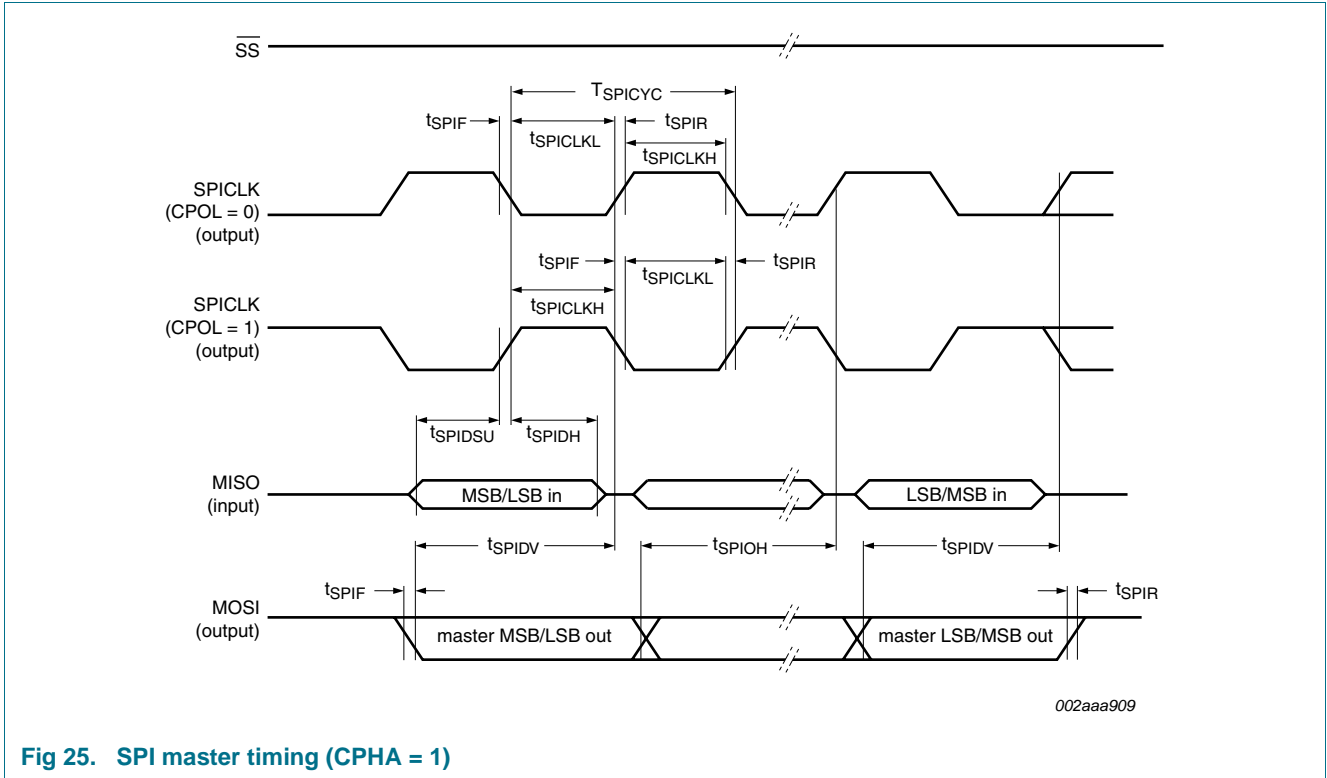 SS
TSPICYC
tSPIF
tSPICLKL
tSPIR
tSPICLKH
SPICLK
(CPOL = 0)
(output)
tSPIF
tSPICLKL
tSPIR
tSPICLKH
SPICLK
(CPOL = 1)
(output)
tSPIDSU
tSPIDH
MISO
(input)
MSB/LSB in
LSB/MSB in
tSPIDV
tSPIOH
tSPIDV
tSPIF
tSPIR
MOSI
(output)
master MSB/LSB out
master LSB/MSB out
002aaa909
Fig 25. SPI master timing (CPHA = 1)